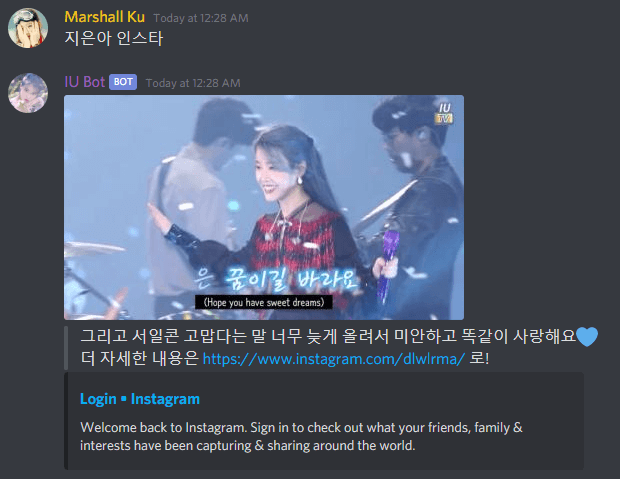 Marshall Ku Today at 12:28 AM
지은아 인스타
IU Bot BOT Today at 12:28 AM
IU
TV
은 꿈이길 바라요
(Hope you have sweet dreams)
그리고 서일콘 고맙다는 말 너무 늦게 올려서 미안하고 똑같이 사랑해요💙
더 자세한 내용은 https://www.instagram.com/dlwlrma/ 로!
Login • Instagram
Welcome back to Instagram. Sign in to check out what your friends, family &
interests have been capturing & sharing around the world.